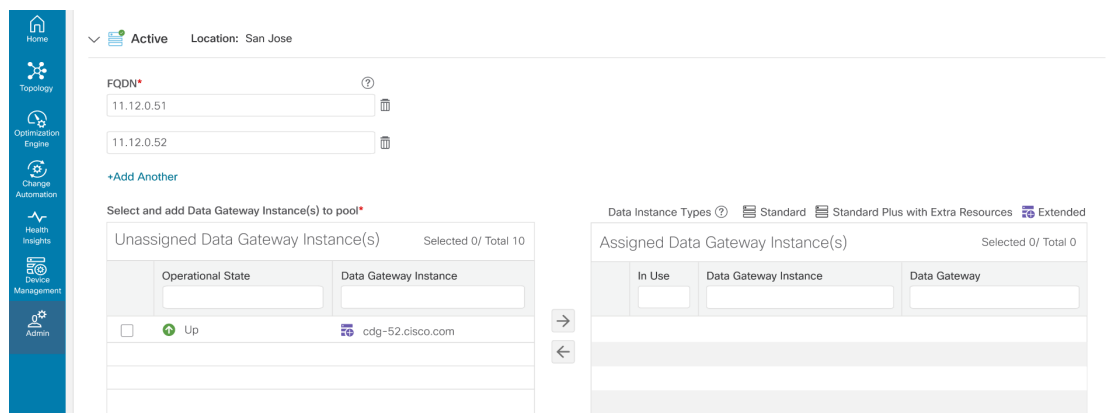 Home
Topology
Optimization
Engine
Change
Automation
Health
Insights
Device
Management
Admin
Active Location: San Jose
FQDN*
11.12.0.51
11.12.0.52
+Add Another
Select and add Data Gateway Instance(s) to pool*
Data Instance Types ? Standard Standard Plus with Extra Resources Extended
Unassigned Data Gateway Instance(s) Selected 0/ Total 10
Operational State Data Gateway Instance
Up cdg-52.cisco.com
Assigned Data Gateway Instance(s) Selected 0/ Total 0
In Use Data Gateway Instance Data Gateway